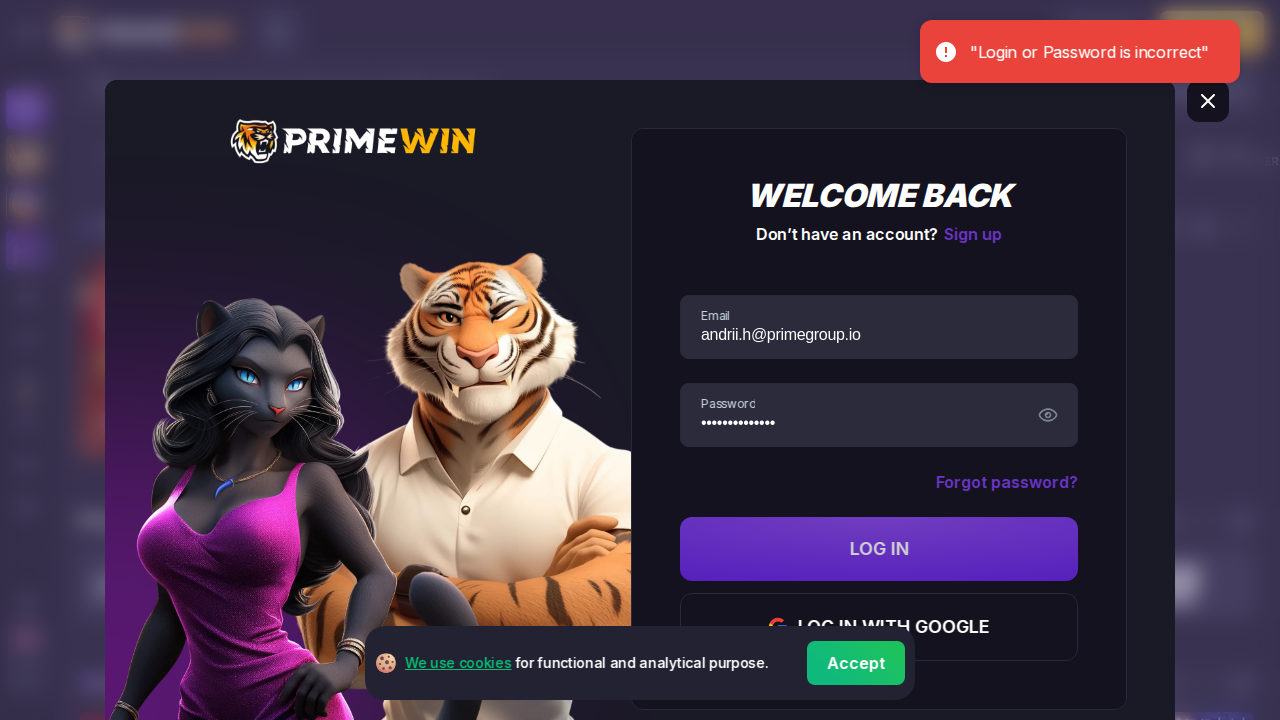 "Login or Password is incorrect"
PRIMEWIN
WELCOME BACK
Don’t have an account? Sign up
Email
andrii.h@primegroup.io
Password
••••••••••••••
Forgot password?
LOG IN
LOG IN WITH GOOGLE
We use cookies for functional and analytical purpose.
Accept